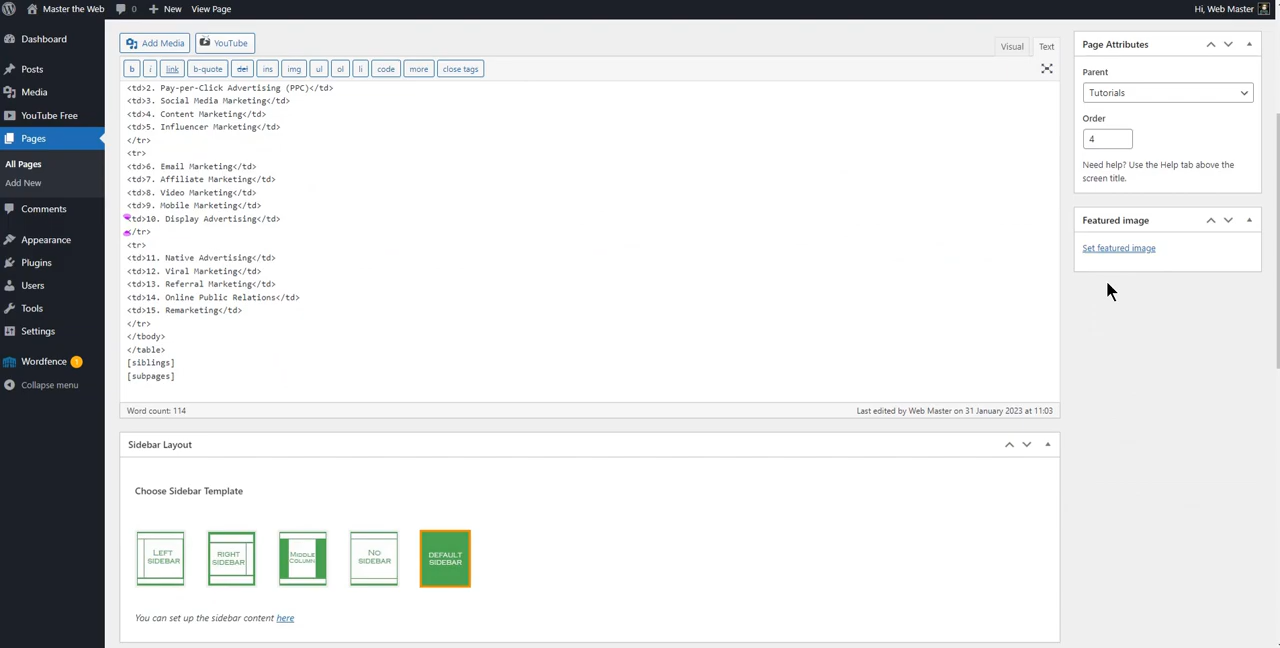 Master the Web 0 New View Page Hi, Web Master
Dashboard
Posts
Media
YouTube Free
Pages
All Pages
Add New
Comments
Appearance
Plugins
Users
Tools
Settings
Wordfence 1
Collapse menu
Add Media YouTube Visual Text
b i link b-quote del ins img ul ol li code more close tags
<td>2. Pay-per-Click Advertising (PPC)</td>
<td>3. Social Media Marketing</td>
<td>4. Content Marketing</td>
<td>5. Influencer Marketing</td>
</tr>
<tr>
<td>6. Email Marketing</td>
<td>7. Affiliate Marketing</td>
<td>8. Video Marketing</td>
<td>9. Mobile Marketing</td>
<td>10. Display Advertising</td>
</tr>
<tr>
<td>11. Native Advertising</td>
<td>12. Viral Marketing</td>
<td>13. Referral Marketing</td>
<td>14. Online Public Relations</td>
<td>15. Remarketing</td>
</tr>
</tbody>
</table>
[siblings]
[subpages]
Word count: 114 Last edited by Web Master on 31 January 2023 at 11:03
Sidebar Layout
Choose Sidebar Template
LEFT SIDEBAR
RIGHT SIDEBAR
MIDDLE COLUMN
NO SIDEBAR
DEFAULT SIDEBAR
You can set up the sidebar content here
Page Attributes
Parent
Tutorials
Order
4
Need help? Use the Help tab above the
screen title.
Featured image
Set featured image